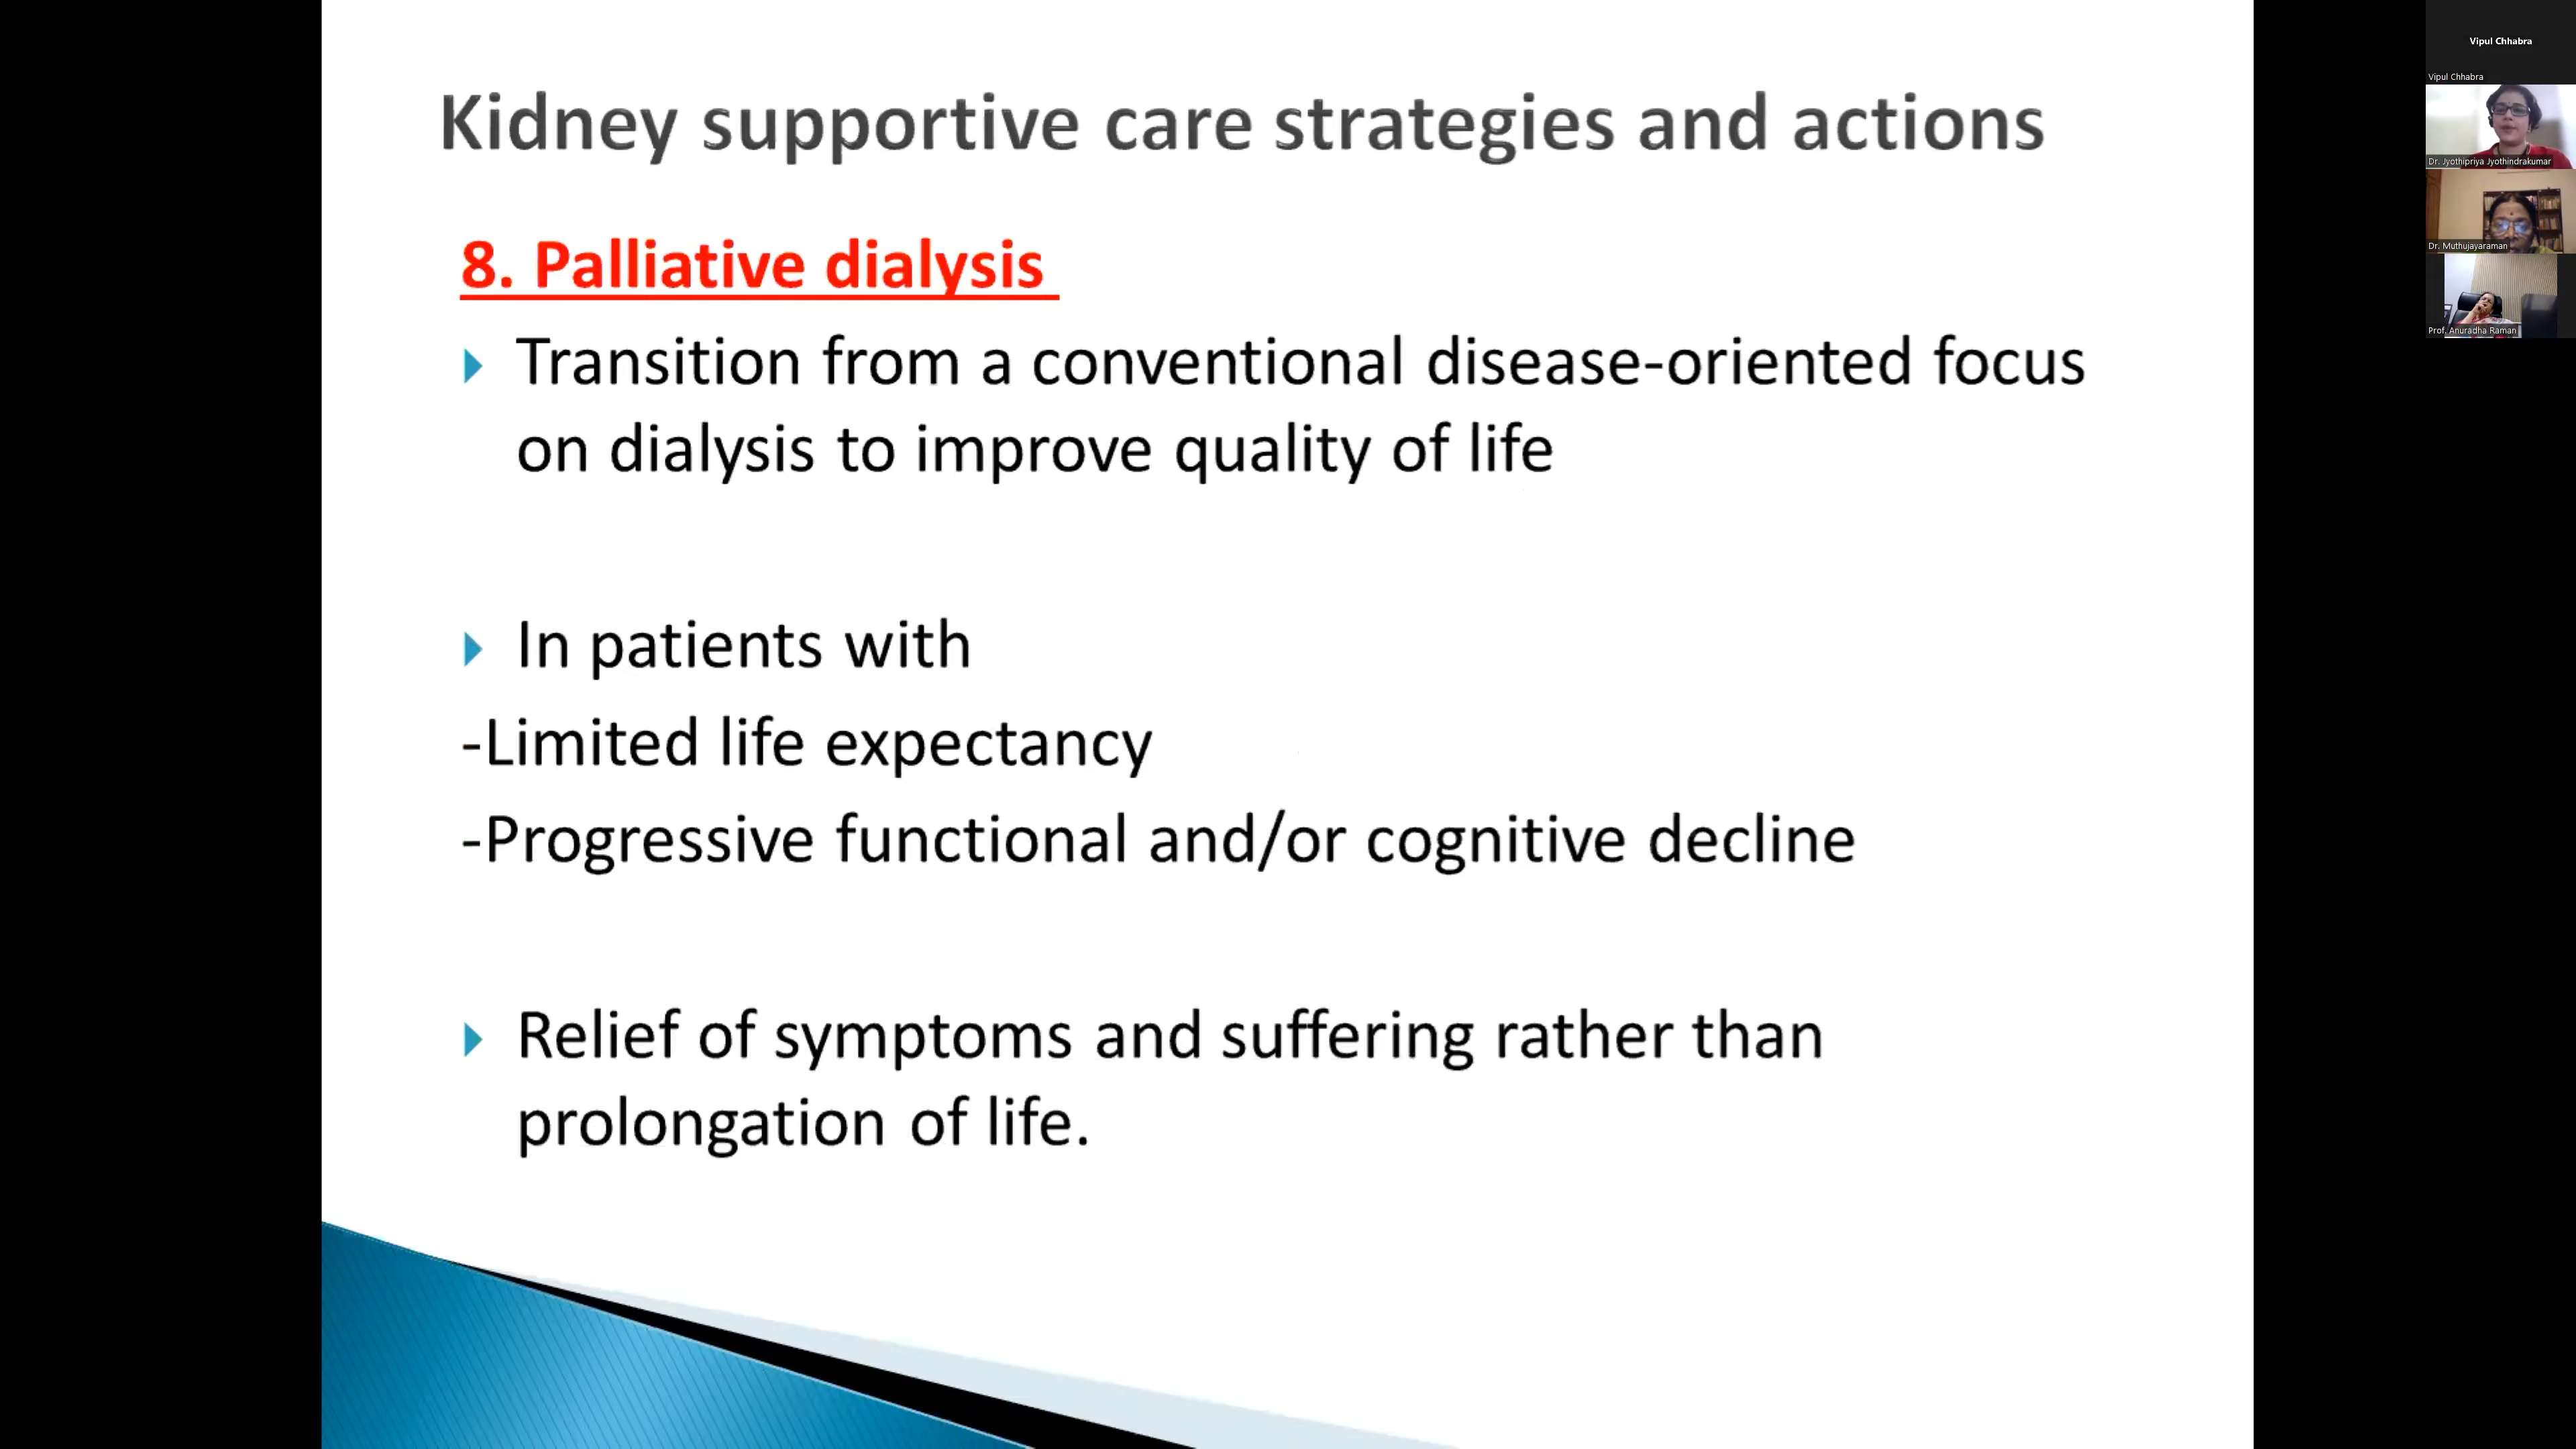 Kidney supportive care strategies and actions
8. Palliative dialysis
Transition from a conventional disease-oriented focus
on dialysis to improve quality of life
In patients with
-Limited life expectancy
-Progressive functional and/or cognitive decline
Relief of symptoms and suffering rather than
prolongation of life.
Vipul Chhabra
Vipul Chhabra
Dr. Jyothipriya Jyothindrakumar
Dr. Muthujayaraman
Prof. Anuradha Raman